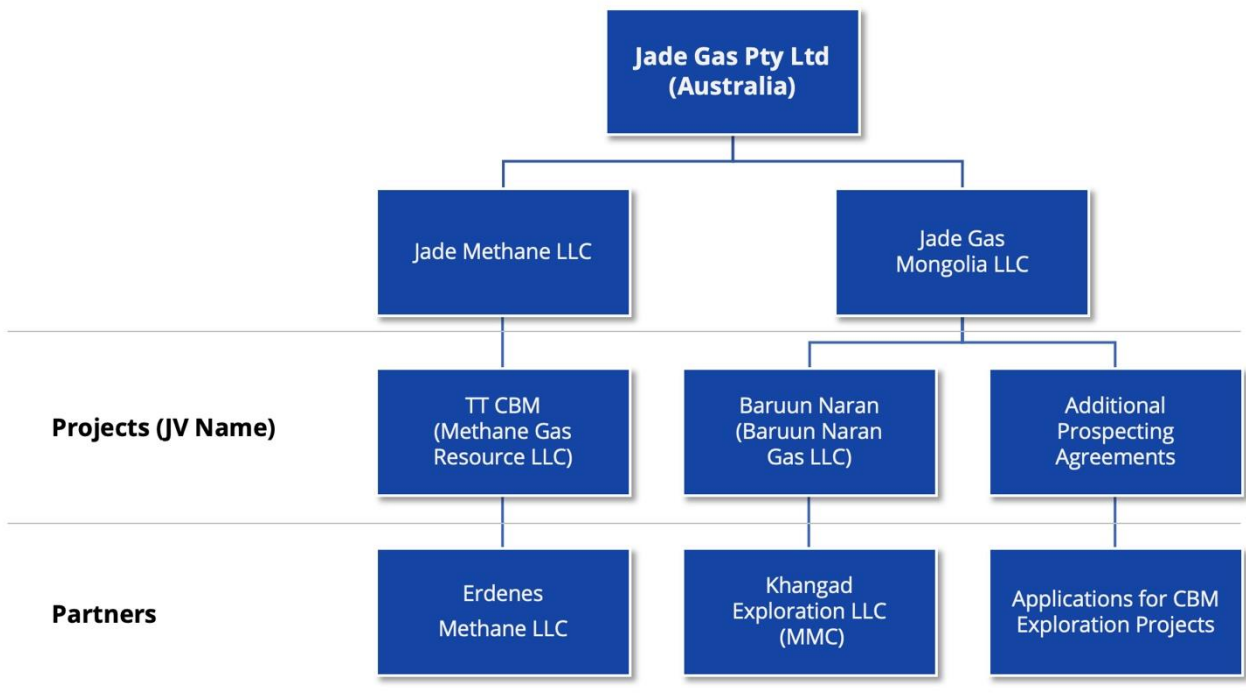 Jade Gas Pty Ltd
(Australia)
Jade Methane LLC
Jade Gas
Mongolia LLC
Projects (JV Name)
TT CBM
(Methane Gas
Resource LLC)
Baruun Naran
(Baruun Naran
Gas LLC)
Additional
Prospecting
Agreements
Partners
Erdenes
Methane LLC
Khangad
Exploration LLC
(MMC)
Applications for CBM
Exploration Projects